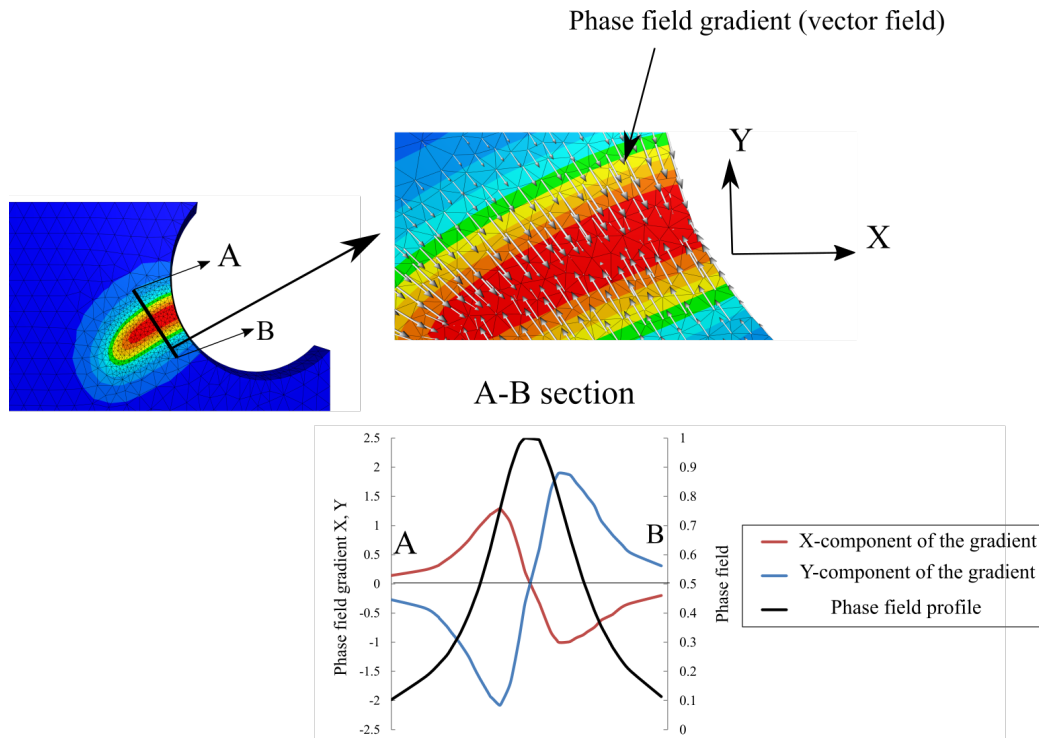 Phase field gradient (vector field)
Y
X
A
B
A-B section
2.5
2
1.5
1
0.5
0
-0.5
-1
-1.5
-2
-2.5
Phase field gradient X, Y
A
B
1
0.9
0.8
0.7
0.6
0.5
0.4
0.3
0.2
0.1
0
Phase field
X-component of the gradient
Y-component of the gradient
Phase field profile